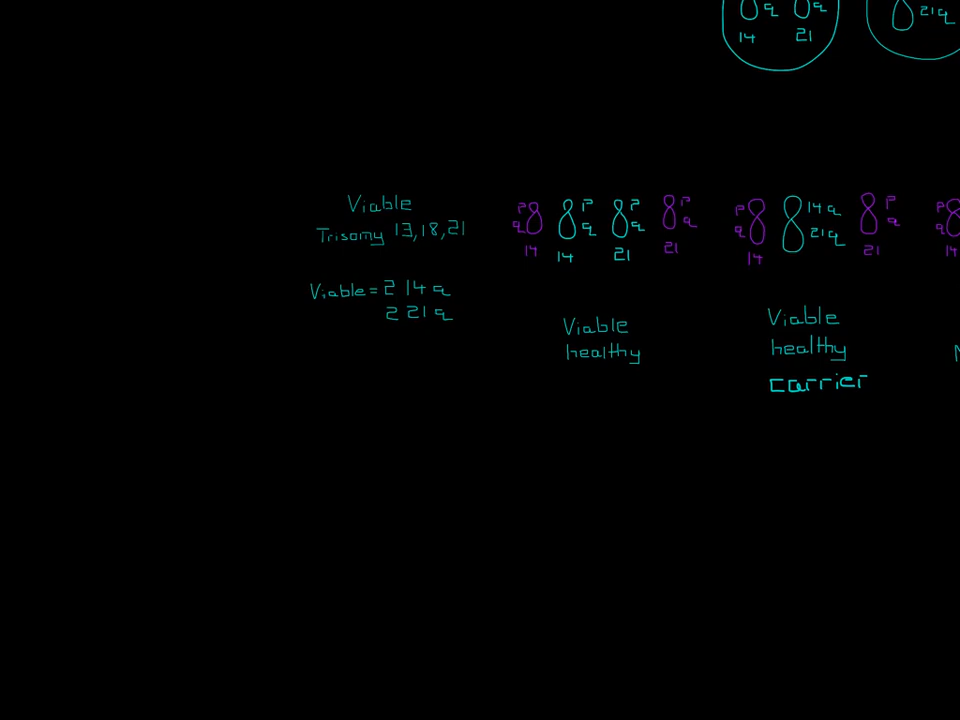 q q
14 21
21q
Viable
Trisomy 13,18,21
P P P P
q q q q
14 14 21 21
P 14q P
q 21q q
14 21
P
q
14
Viable = 2 14 q
2 21 q
Viable
healthy
Viable
healthy
carrier